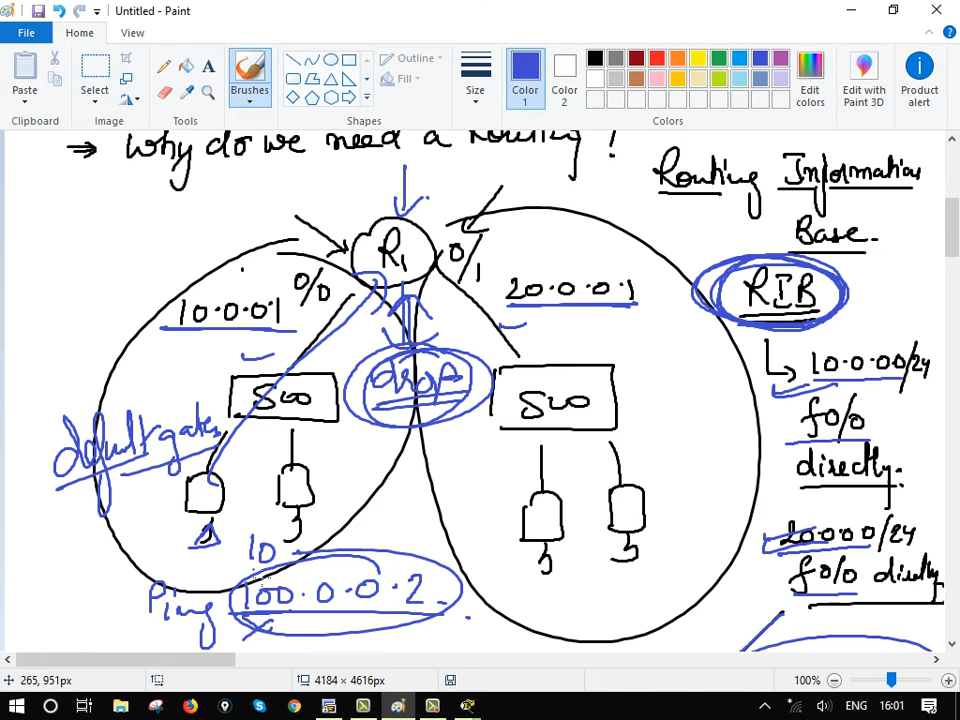 Untitled - Paint
File
Home
View
Paste
Select
Brushes
Outline
Fill
Size
Color 1
Color 2
Edit colors
Edit with Paint 3D
Product alert
Clipboard
Image
Tools
Shapes
Colors
⇒ Why do we need a Routing?
Routing Information
Base
RIB
R1
0/0
0/1
10.0.0.1
20.0.0.1
drop
10.0.0.00/24
f0/0
directly.
20.0.0.0/24
f0/0 directly
default gates
10
Ping 100.0.0.2
265, 951px
4184 × 4616px
100%
ENG
16:01